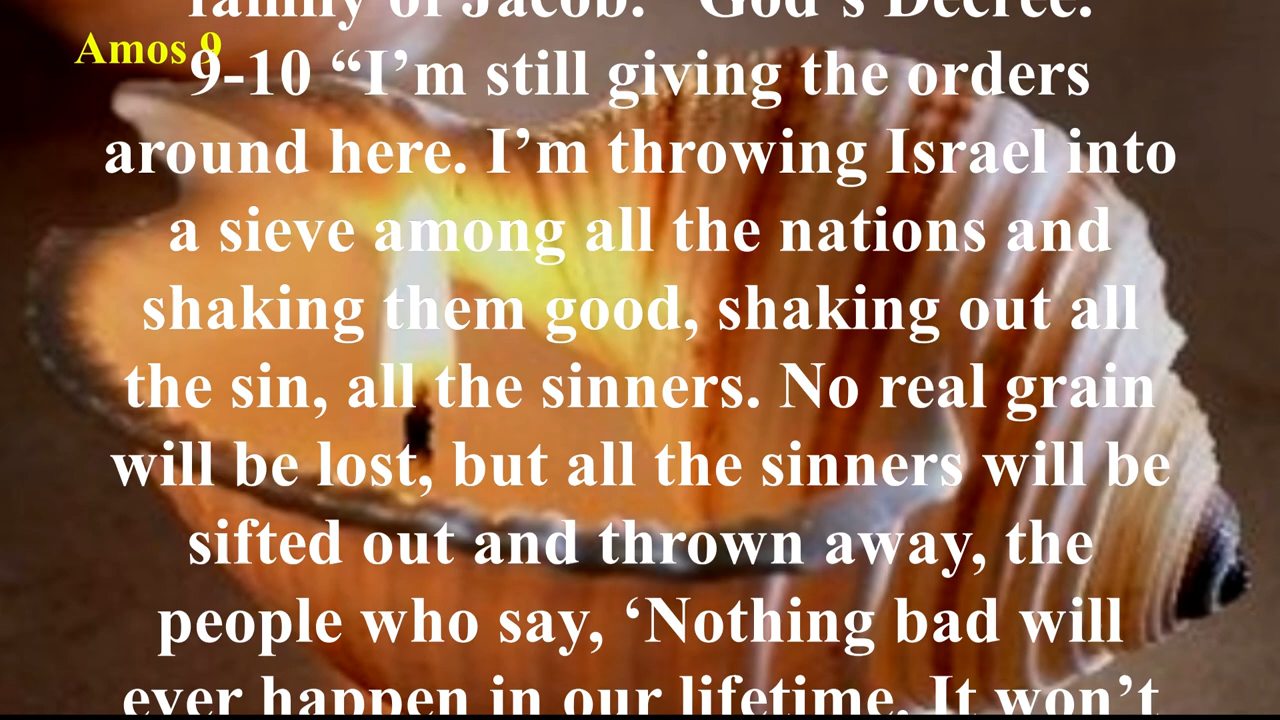 family of Jacob.” God’s Decree.
Amos 9
9-10 “I’m still giving the orders
around here. I’m throwing Israel into
a sieve among all the nations and
shaking them good, shaking out all
the sin, all the sinners. No real grain
will be lost, but all the sinners will be
sifted out and thrown away, the
people who say, ‘Nothing bad will
ever happen in our lifetime. It won’t